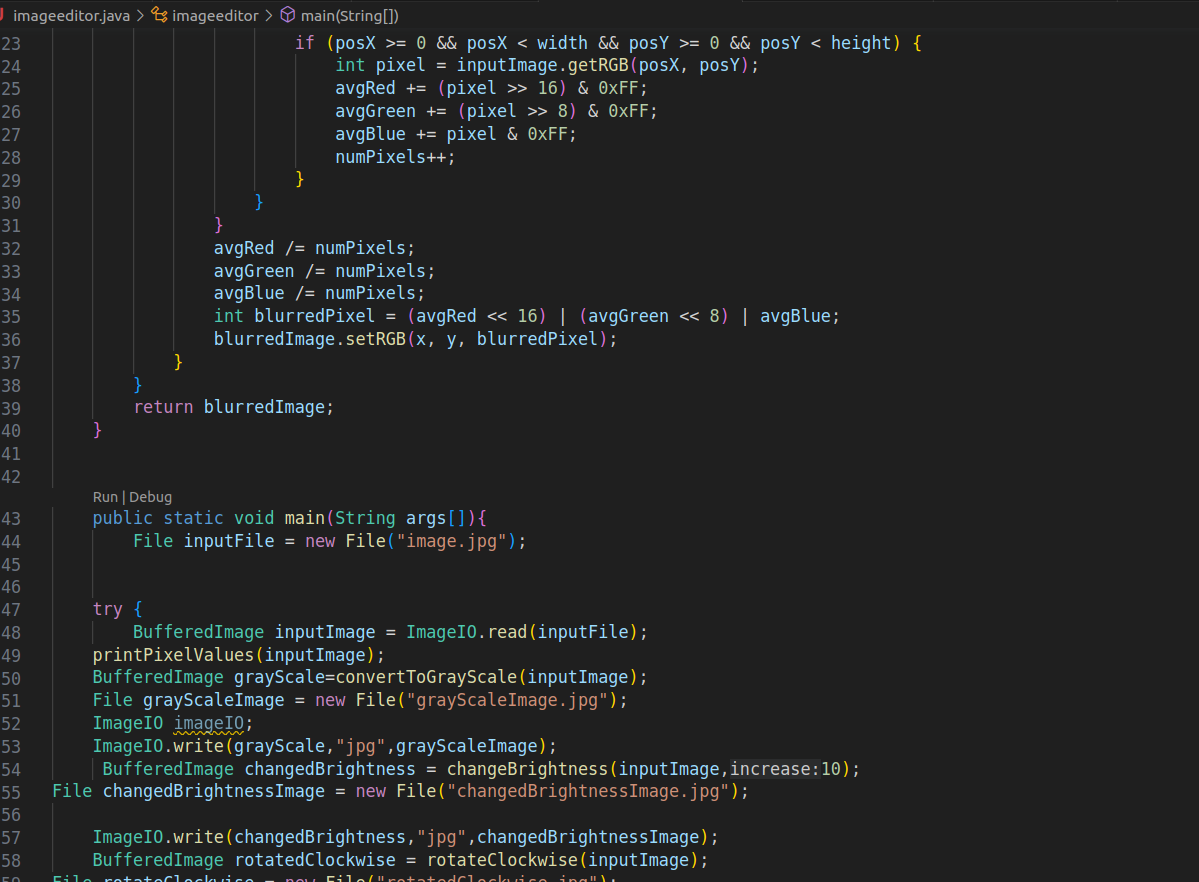 imageeditor.java > imageeditor > main(String[])
23 if (posX >= 0 && posX < width && posY >= 0 && posY < height) {
24 int pixel = inputImage.getRGB(posX, posY);
25 avgRed += (pixel >> 16) & 0xFF;
26 avgGreen += (pixel >> 8) & 0xFF;
27 avgBlue += pixel & 0xFF;
28 numPixels++;
29 }
30 }
31 }
32 avgRed /= numPixels;
33 avgGreen /= numPixels;
34 avgBlue /= numPixels;
35 int blurredPixel = (avgRed << 16) | (avgGreen << 8) | avgBlue;
36 blurredImage.setRGB(x, y, blurredPixel);
37 }
38 }
39 return blurredImage;
40 }
41
42
Run | Debug
43 public static void main(String args[]){
44 File inputFile = new File("image.jpg");
45
46
47 try {
48 BufferedImage inputImage = ImageIO.read(inputFile);
49 printPixelValues(inputImage);
50 BufferedImage grayScale=convertToGrayScale(inputImage);
51 File grayScaleImage = new File("grayScaleImage.jpg");
52 ImageIO imageIO;
53 ImageIO.write(grayScale,"jpg",grayScaleImage);
54 BufferedImage changedBrightness = changeBrightness(inputImage,increase:10);
55 File changedBrightnessImage = new File("changedBrightnessImage.jpg");
56
57 ImageIO.write(changedBrightness,"jpg",changedBrightnessImage);
58 BufferedImage rotatedClockwise = rotateClockwise(inputImage);
59 File rotateClockwise = new File("rotatedClockwise.jpg");